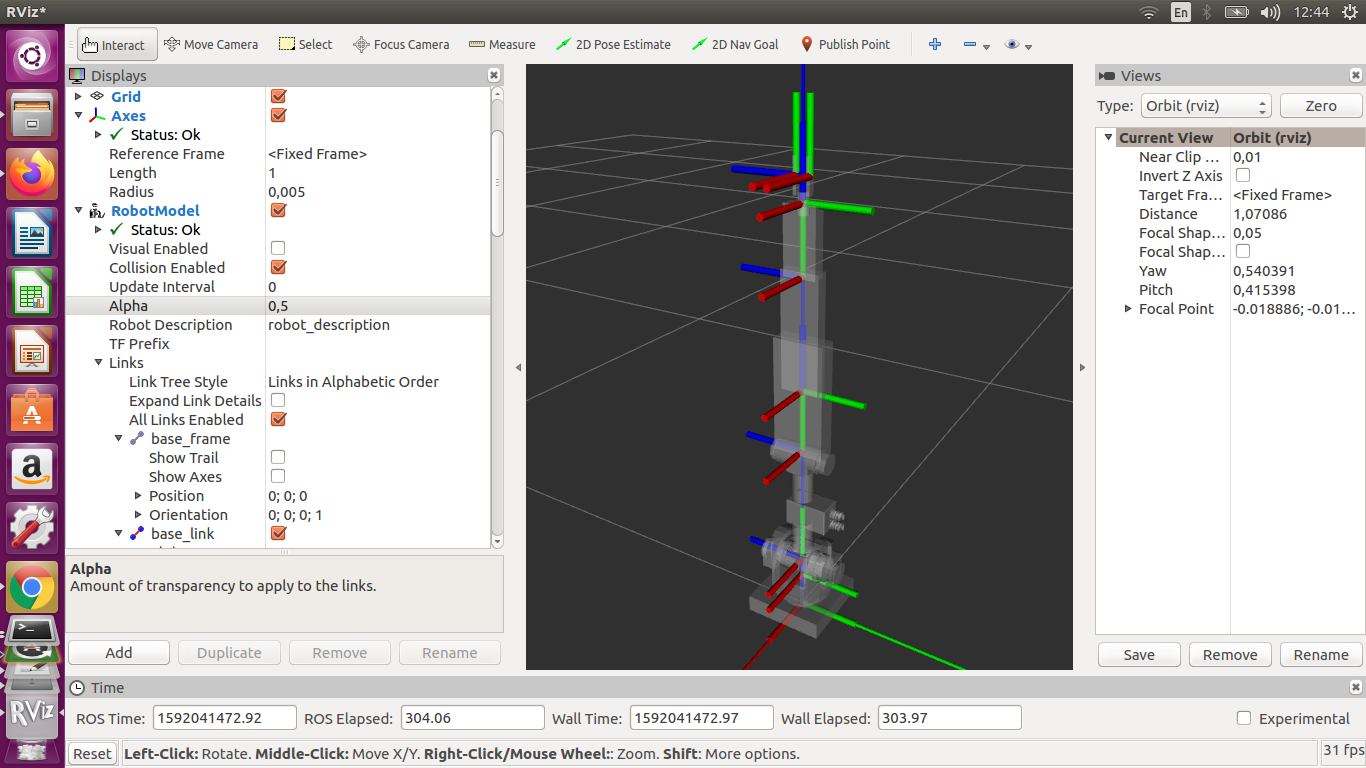 RViz*
En
12:44
Interact Move Camera Select Focus Camera Measure 2D Pose Estimate 2D Nav Goal Publish Point
Displays
Grid
Axes
Status: Ok
Reference Frame <Fixed Frame>
Length 1
Radius 0,005
RobotModel
Status: Ok
Visual Enabled
Collision Enabled
Update Interval 0
Alpha 0,5
Robot Description robot_description
TF Prefix
Links
Link Tree Style Links in Alphabetic Order
Expand Link Details
All Links Enabled
base_frame
Show Trail
Show Axes
Position 0; 0; 0
Orientation 0; 0; 0; 1
base_link
Alpha
Amount of transparency to apply to the links.
Add Duplicate Remove Rename
Views
Type: Orbit (rviz) Zero
Current View Orbit (rviz)
Near Clip ... 0,01
Invert Z Axis
Target Fra... <Fixed Frame>
Distance 1,07086
Focal Shap... 0,05
Focal Shap...
Yaw 0,540391
Pitch 0,415398
Focal Point -0.018886; -0.01...
Save Remove Rename
Time
ROS Time: 1592041472.92 ROS Elapsed: 304.06 Wall Time: 1592041472.97 Wall Elapsed: 303.97 Experimental
Reset Left-Click: Rotate. Middle-Click: Move X/Y. Right-Click/Mouse Wheel:: Zoom. Shift: More options. 31 fps
a
>_
RViz